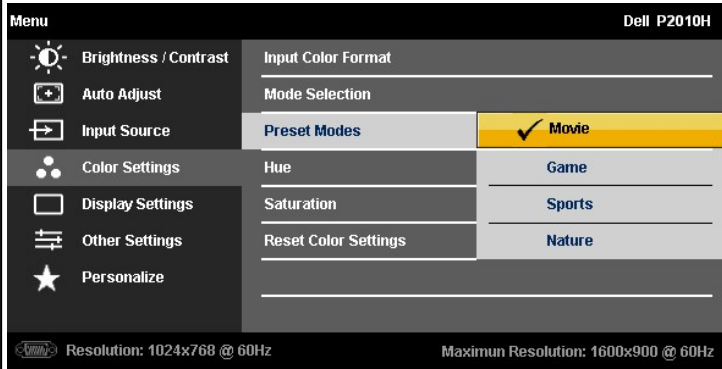 Menu Dell P2010H
Brightness / Contrast Input Color Format
Auto Adjust Mode Selection
Input Source Preset Modes Movie
Color Settings Hue Game
Display Settings Saturation Sports
Other Settings Reset Color Settings Nature
Personalize
Resolution: 1024x768 @ 60Hz Maximun Resolution: 1600x900 @ 60Hz